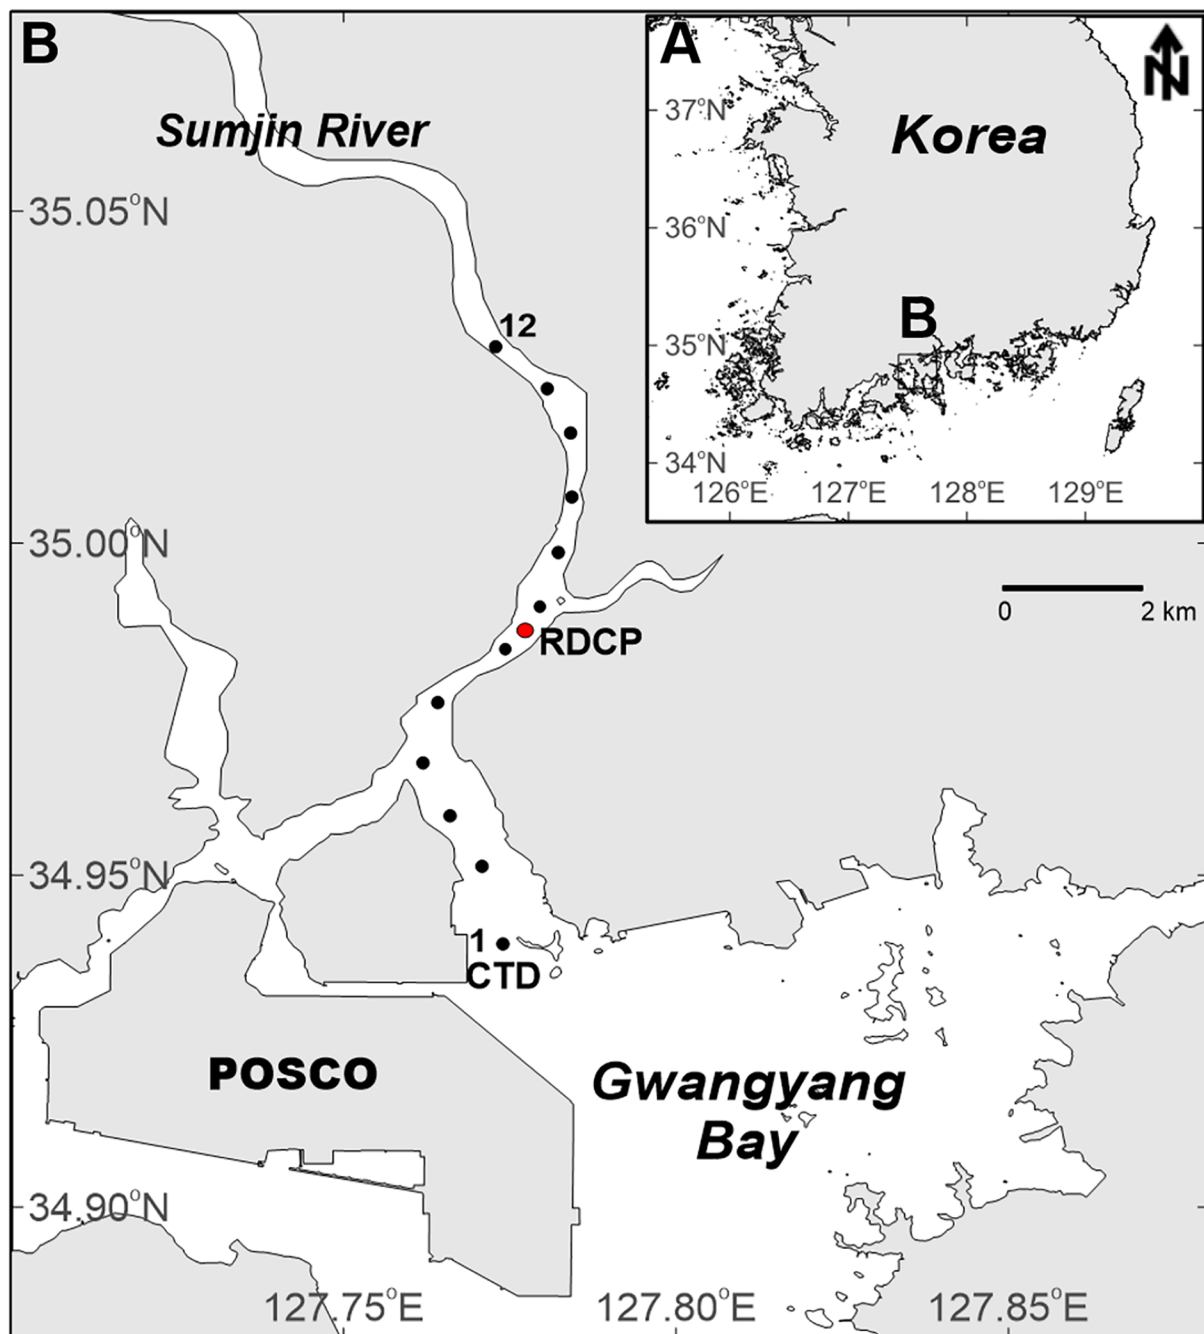 B
A
N
37°N
Korea
Sumjin River
35.05°N
36°N
12
B
35°N
34°N
126°E 127°E 128°E 129°E
35.00°N
0 2 km
RDCP
34.95°N
1
CTD
POSCO
Gwangyang
Bay
34.90°N
127.75°E 127.80°E 127.85°E